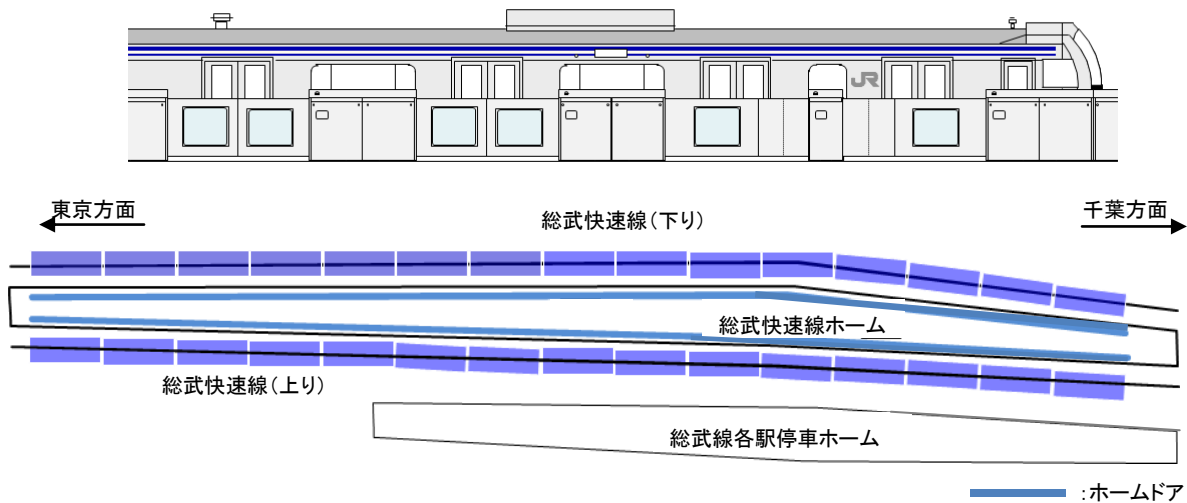 JR
東京方面
千葉方面
総武快速線(下り)
総武快速線ホーム
総武快速線(上り)
総武線各駅停車ホーム
:ホームドア